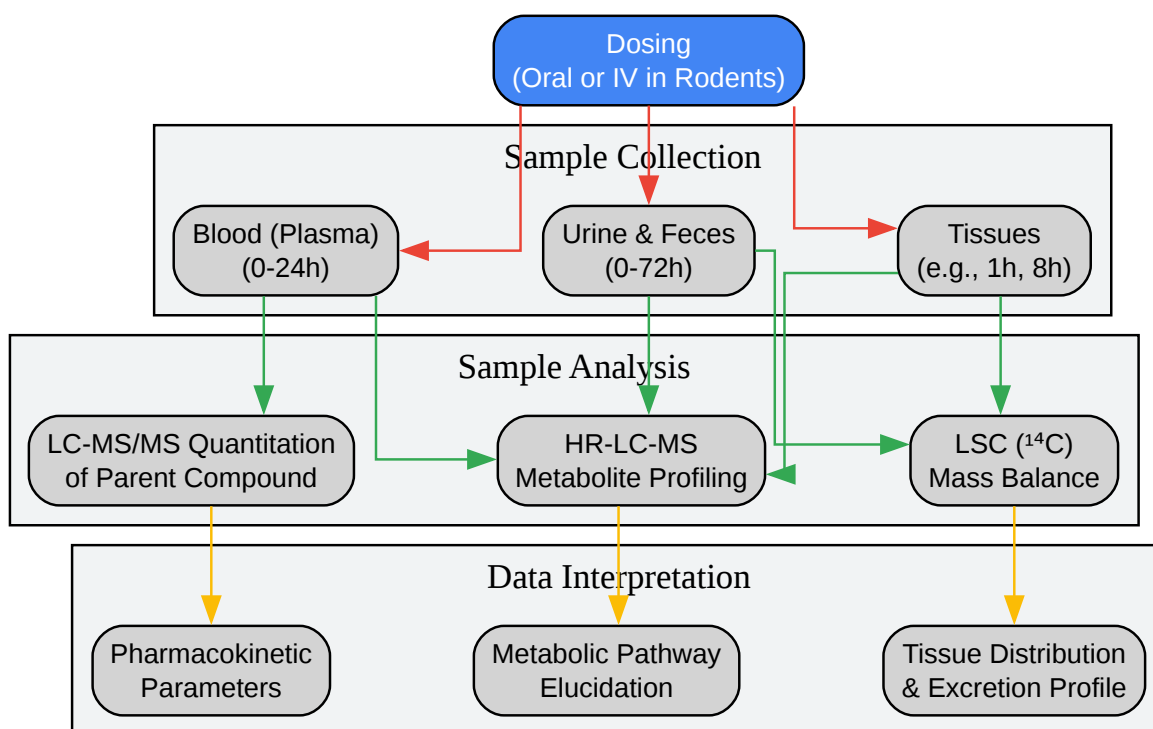 Dosing
(Oral or IV in Rodents)
Sample Collection
Blood (Plasma)
(0-24h)
Urine & Feces
(0-72h)
Tissues
(e.g., 1h, 8h)
Sample Analysis
LC-MS/MS Quantitation
of Parent Compound
HR-LC-MS
Metabolite Profiling
LSC (¹⁴C)
Mass Balance
Data Interpretation
Pharmacokinetic
Parameters
Metabolic Pathway
Elucidation
Tissue Distribution
& Excretion Profile